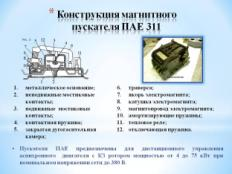 * Конструкция магнитного
пускателя ПАЕ 311
1. металлическое основание;
2. неподвижные мостиковые
контакты;
3. подвижные мостиковые
контакты;
4. контактная пружина;
5. закрытая дугогасительная
камера;
6. траверса;
7. якорь электромагнита;
8. катушка электромагнита;
9. магнитопровод электромагнита;
10. амортизирующие пружины;
11. тепловое реле;
12. отключающая пружина.
• Пускатели ПАЕ предназначены для дистанционного управления
асинхронного двигателя с КЗ ротором мощностью от 4 до 75 кВт при
номинальном напряжении сети до 380 В.